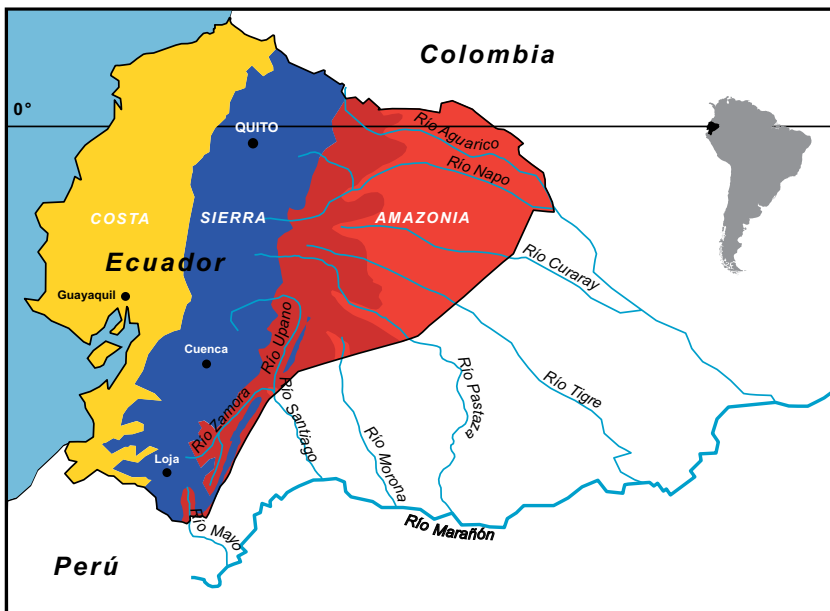 Colombia
0°
QUITO
Río Aguarico
Río Napo
COSTA
SIERRA
AMAZONIA
Ecuador
Río Curaray
Guayaquil
Río Upano
Cuenca
Río Pastaza
Río Tigre
Río Zamora
Río Santiago
Río Morona
Loja
Río Mayo
Río Marañón
Perú